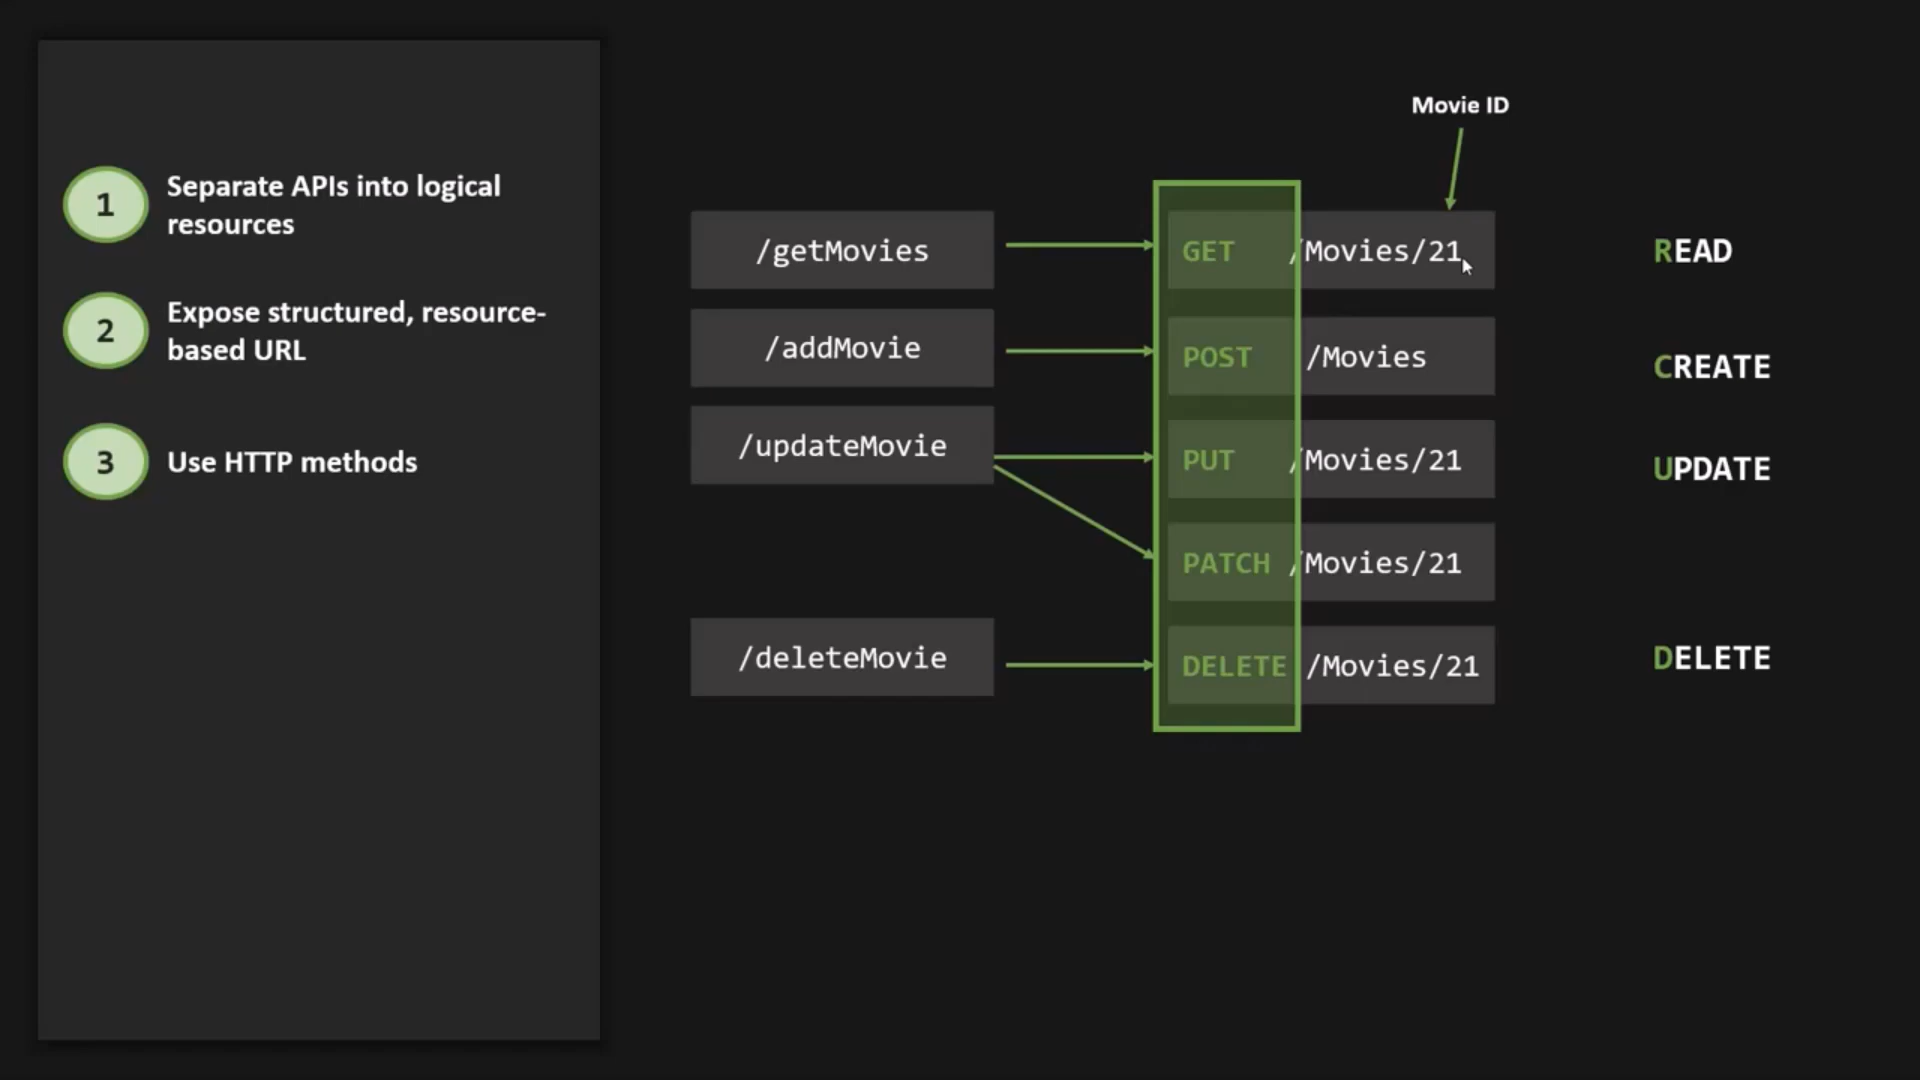 1
Separate APIs into logical
resources
2
Expose structured, resource-
based URL
3
Use HTTP methods
Movie ID
/getMovies
GET /Movies/21
READ
/addMovie
POST /Movies
CREATE
/updateMovie
PUT /Movies/21
UPDATE
PATCH /Movies/21
/deleteMovie
DELETE /Movies/21
DELETE